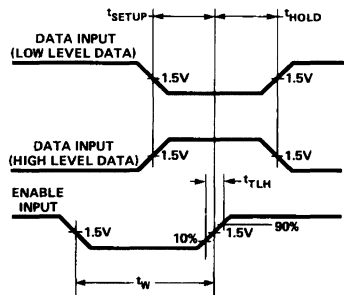 tSETUP
tHOLD
DATA INPUT
(LOW LEVEL DATA)
1.5V
1.5V
DATA INPUT
(HIGH LEVEL DATA)
1.5V
1.5V
tTLH
ENABLE
INPUT
1.5V
10%
1.5V
90%
tW